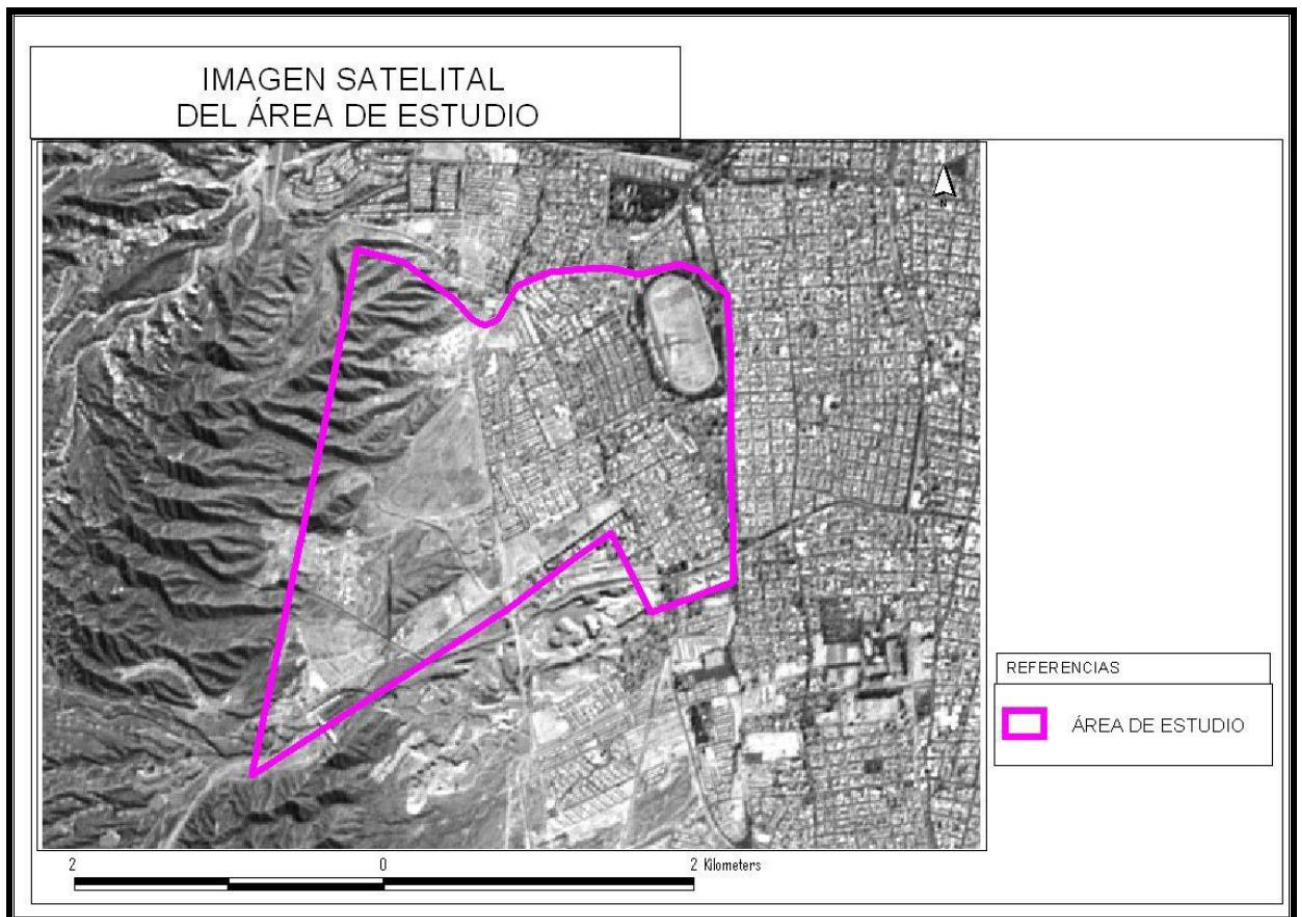 IMAGEN SATELITAL
DEL ÁREA DE ESTUDIO
N
REFERENCIAS
ÁREA DE ESTUDIO
2 0 2 Kilometers